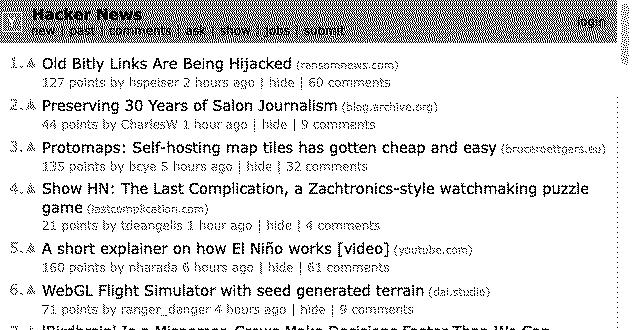 Hacker News
new | past | comments | ask | show | jobs | submit
login
1. Old Bitly Links Are Being Hijacked (ransomnews.com)
127 points by hspeiser 2 hours ago | hide | 60 comments
2. Preserving 30 Years of Salon Journalism (blog.archive.org)
44 points by CharlesW 1 hour ago | hide | 9 comments
3. Protomaps: Self-hosting map tiles has gotten cheap and easy (bruceroettgers.eu)
135 points by bcye 5 hours ago | hide | 32 comments
4. Show HN: The Last Complication, a Zachtronics-style watchmaking puzzle
game (lastcomplication.com)
21 points by tdeangelis 1 hour ago | hide | 4 comments
5. A short explainer on how El Niño works [video] (youtube.com)
160 points by nharada 6 hours ago | hide | 61 comments
6. WebGL Flight Simulator with seed generated terrain (dal.studio)
71 points by ranger_danger 4 hours ago | hide | 9 comments